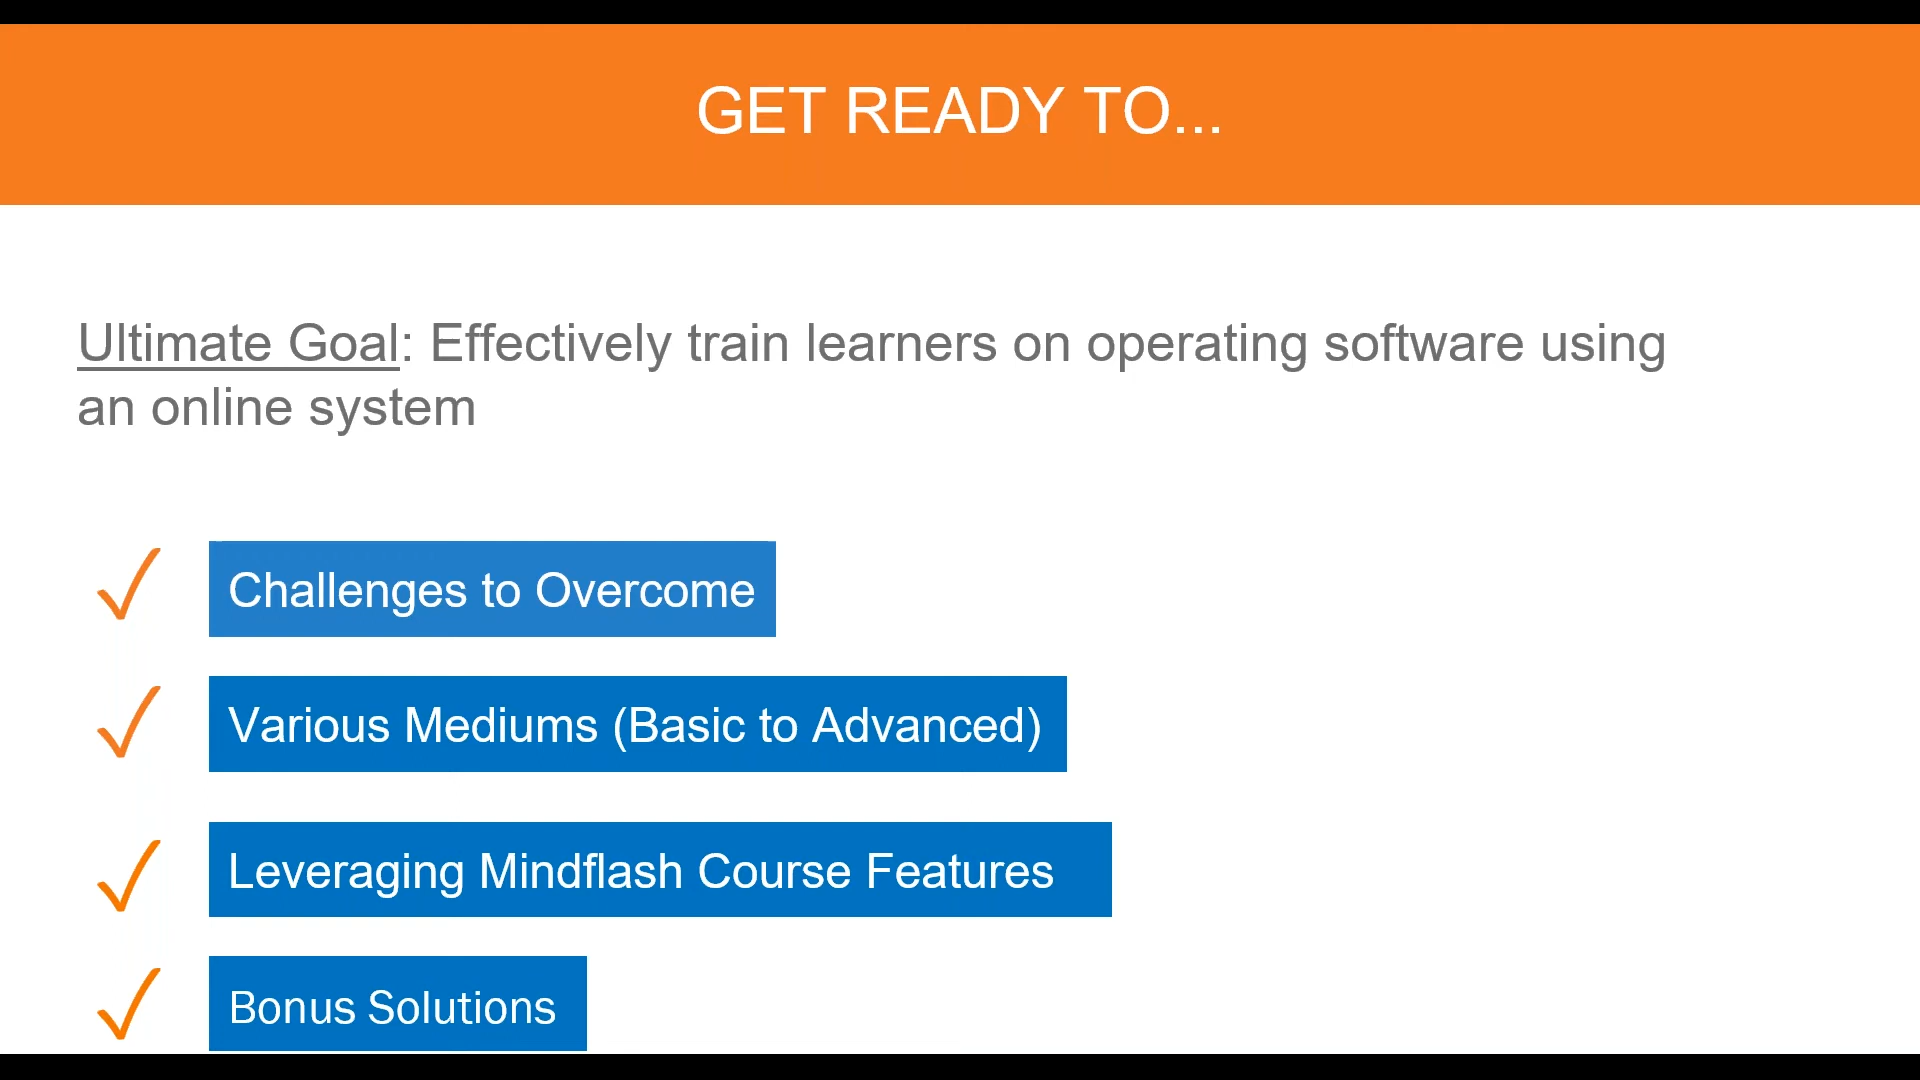 GET READY TO...
Ultimate Goal: Effectively train learners on operating software using
an online system
Challenges to Overcome
Various Mediums (Basic to Advanced)
Leveraging Mindflash Course Features
Bonus Solutions